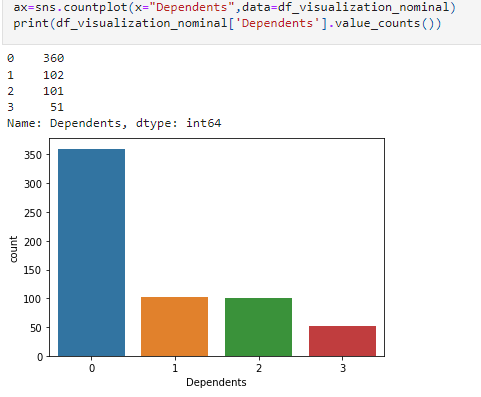 ax=sns.countplot(x="Dependents",data=df_visualization_nominal)
print(df_visualization_nominal['Dependents'].value_counts())
0    360
1    102
2    101
3     51
Name: Dependents, dtype: int64
350
300
250
200
150
100
50
0
count
0 1 2 3
Dependents